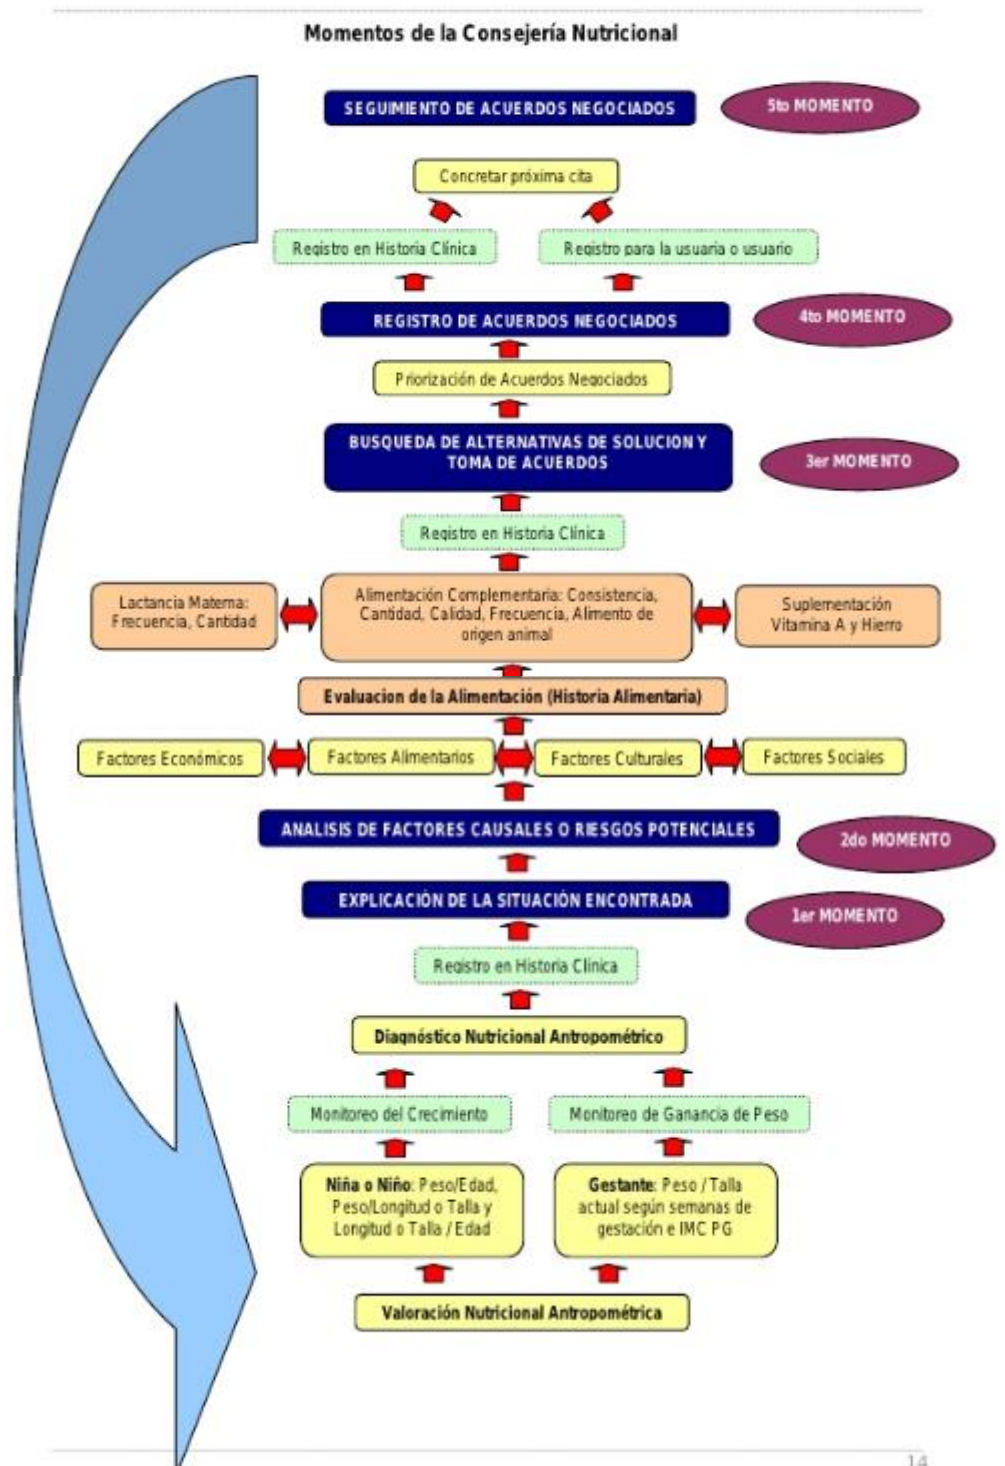 Momentos de la Consejería Nutricional
SEGUIMIENTO DE ACUERDOS NEGOCIADOS
5to MOMENTO
Concretar próxima cita
Registro en Historia Clínica
Registro para la usuaria o usuario
REGISTRO DE ACUERDOS NEGOCIADOS
4to MOMENTO
Priorización de Acuerdos Negociados
BUSQUEDA DE ALTERNATIVAS DE SOLUCION Y
TOMA DE ACUERDOS
3er MOMENTO
Registro en Historia Clínica
Lactancia Materna:
Frecuencia, Cantidad
Alimentación Complementaria: Consistencia,
Cantidad, Calidad, Frecuencia, Alimento de
origen animal
Suplementación
Vitamina A y Hierro
Evaluacion de la Alimentación (Historia Alimentaria)
Factores Económicos
Factores Alimentarios
Factores Culturales
Factores Sociales
ANALISIS DE FACTORES CAUSALES O RIESGOS POTENCIALES
2do MOMENTO
EXPLICACIÓN DE LA SITUACIÓN ENCONTRADA
1er MOMENTO
Registro en Historia Clínica
Diagnóstico Nutricional Antropométrico
Monitoreo del Crecimiento
Monitoreo de Ganancia de Peso
Niña o Niño: Peso/Edad,
Peso/Longitud o Talla y
Longitud o Talla / Edad
Gestante: Peso / Talla
actual según semanas de
gestación e IMC PG
Valoración Nutricional Antropométrica
14